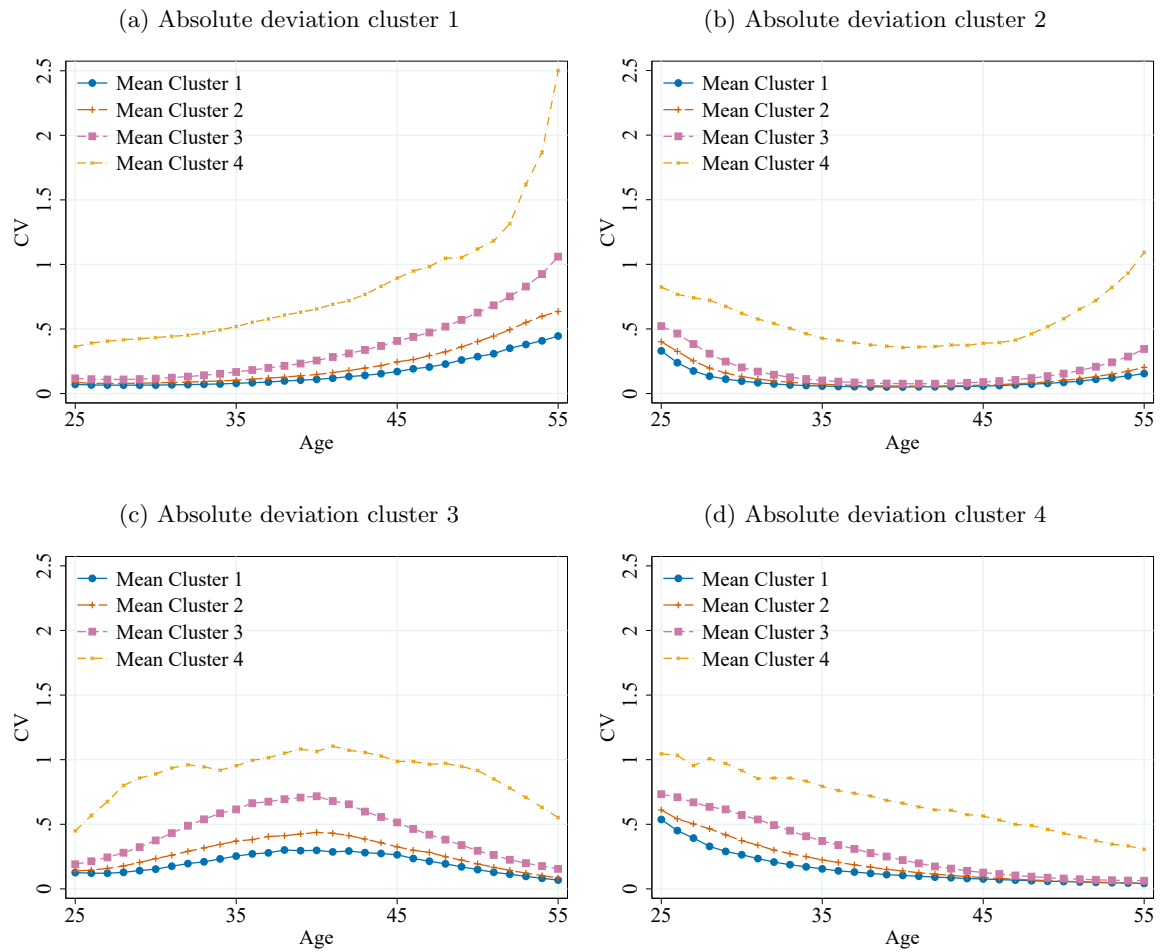 (a) Absolute deviation cluster 1
2.5
2
1.5
1
.5
0
CV
Mean Cluster 1
Mean Cluster 2
Mean Cluster 3
Mean Cluster 4
25 35 45 55
Age
(b) Absolute deviation cluster 2
2.5
2
1.5
1
.5
0
CV
Mean Cluster 1
Mean Cluster 2
Mean Cluster 3
Mean Cluster 4
25 35 45 55
Age
(c) Absolute deviation cluster 3
2.5
2
1.5
1
.5
0
CV
Mean Cluster 1
Mean Cluster 2
Mean Cluster 3
Mean Cluster 4
25 35 45 55
Age
(d) Absolute deviation cluster 4
2.5
2
1.5
1
.5
0
CV
Mean Cluster 1
Mean Cluster 2
Mean Cluster 3
Mean Cluster 4
25 35 45 55
Age